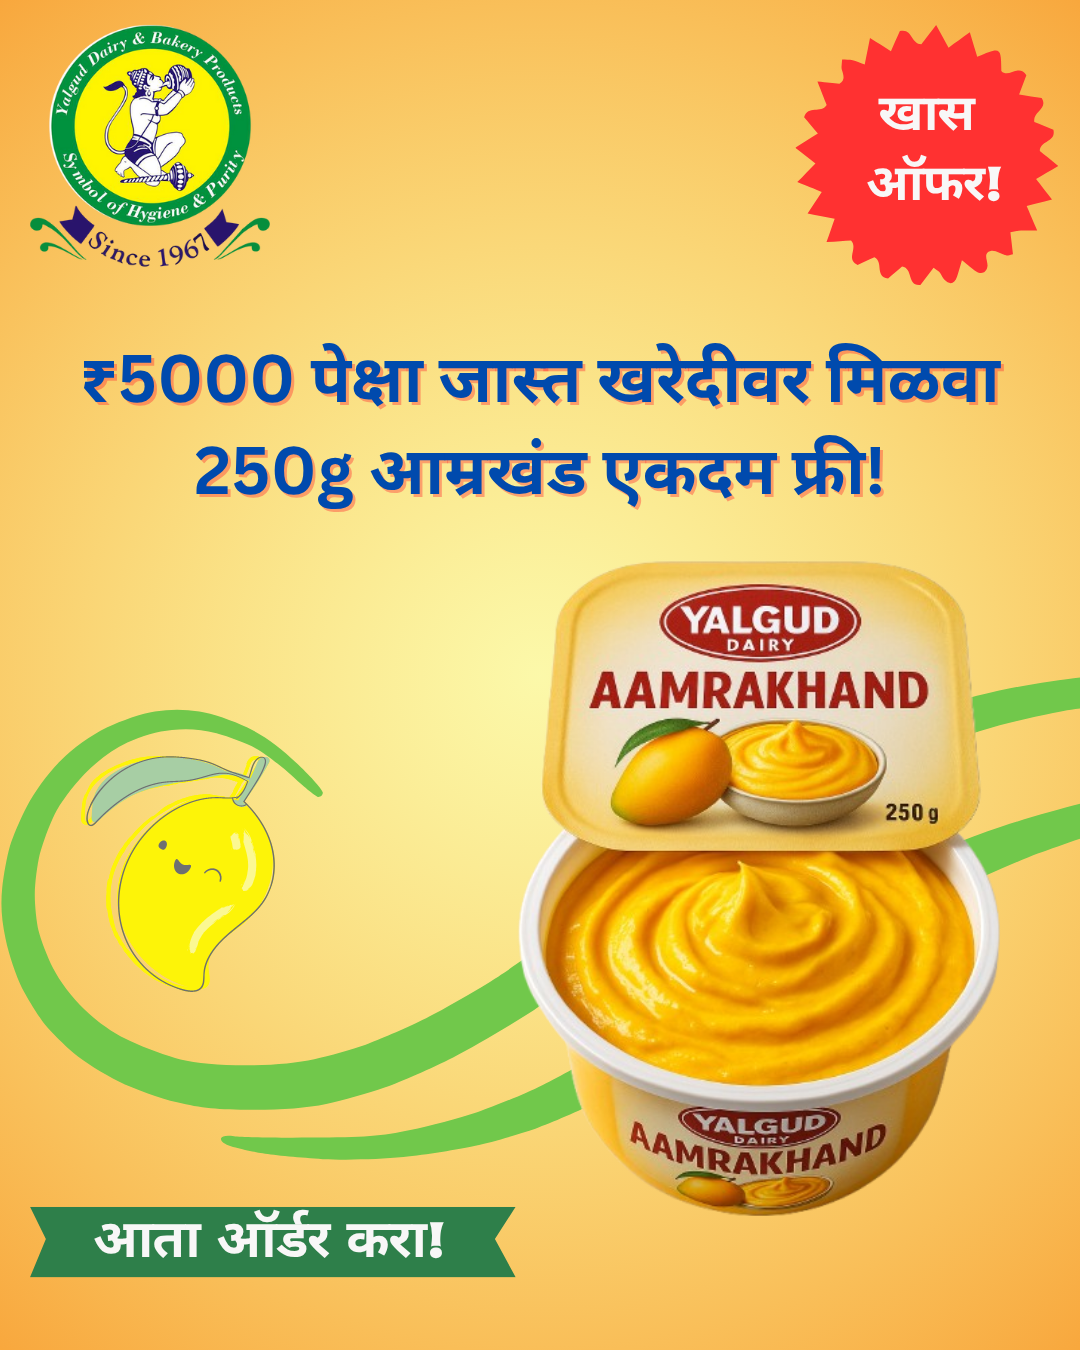 Yalgud Dairy & Bakery Products
Symbol of Hygiene & Purity
Since 1967
खास
ऑफर!
₹5000 पेक्षा जास्त खरेदीवर मिळवा
250g आम्रखंड एकदम फ्री!
YALGUD
DAIRY
AAMRAKHAND
250 g
YALGUD
DAIRY
AAMRAKHAND
आता ऑर्डर करा!